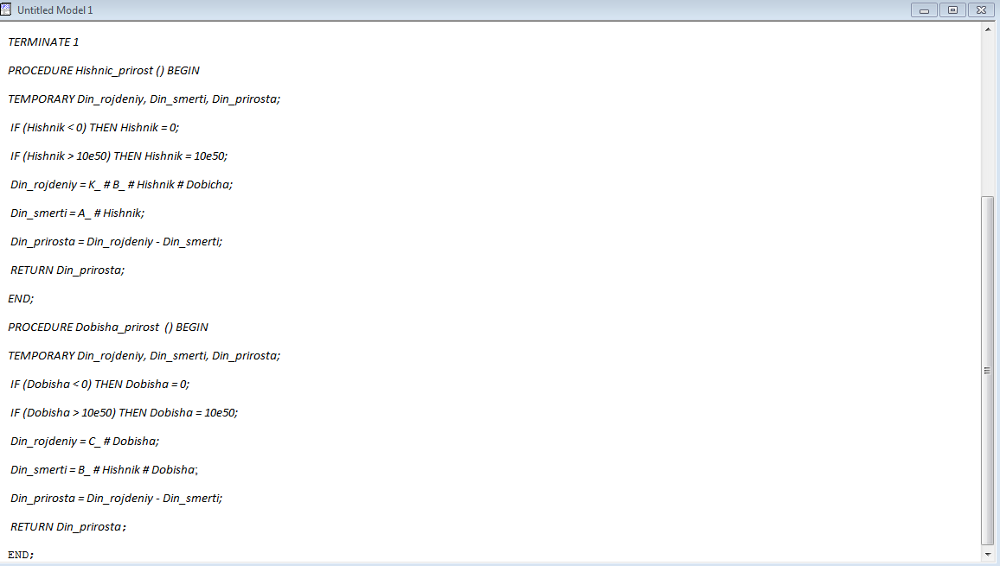 Untitled Model 1
TERMINATE 1
PROCEDURE Hishnic_prirost () BEGIN
TEMPORARY Din_rojdeniy, Din_smerti, Din_prirosta;
IF (Hishnik < 0) THEN Hishnik = 0;
IF (Hishnik > 10e50) THEN Hishnik = 10e50;
Din_rojdeniy = K_ # B_ # Hishnik # Dobicha;
Din_smerti = A_ # Hishnik;
Din_prirosta = Din_rojdeniy - Din_smerti;
RETURN Din_prirosta;
END;
PROCEDURE Dobisha_prirost () BEGIN
TEMPORARY Din_rojdeniy, Din_smerti, Din_prirosta;
IF (Dobisha < 0) THEN Dobisha = 0;
IF (Dobisha > 10e50) THEN Dobisha = 10e50;
Din_rojdeniy = C_ # Dobisha;
Din_smerti = B_ # Hishnik # Dobisha;
Din_prirosta = Din_rojdeniy - Din_smerti;
RETURN Din_prirosta;
END;